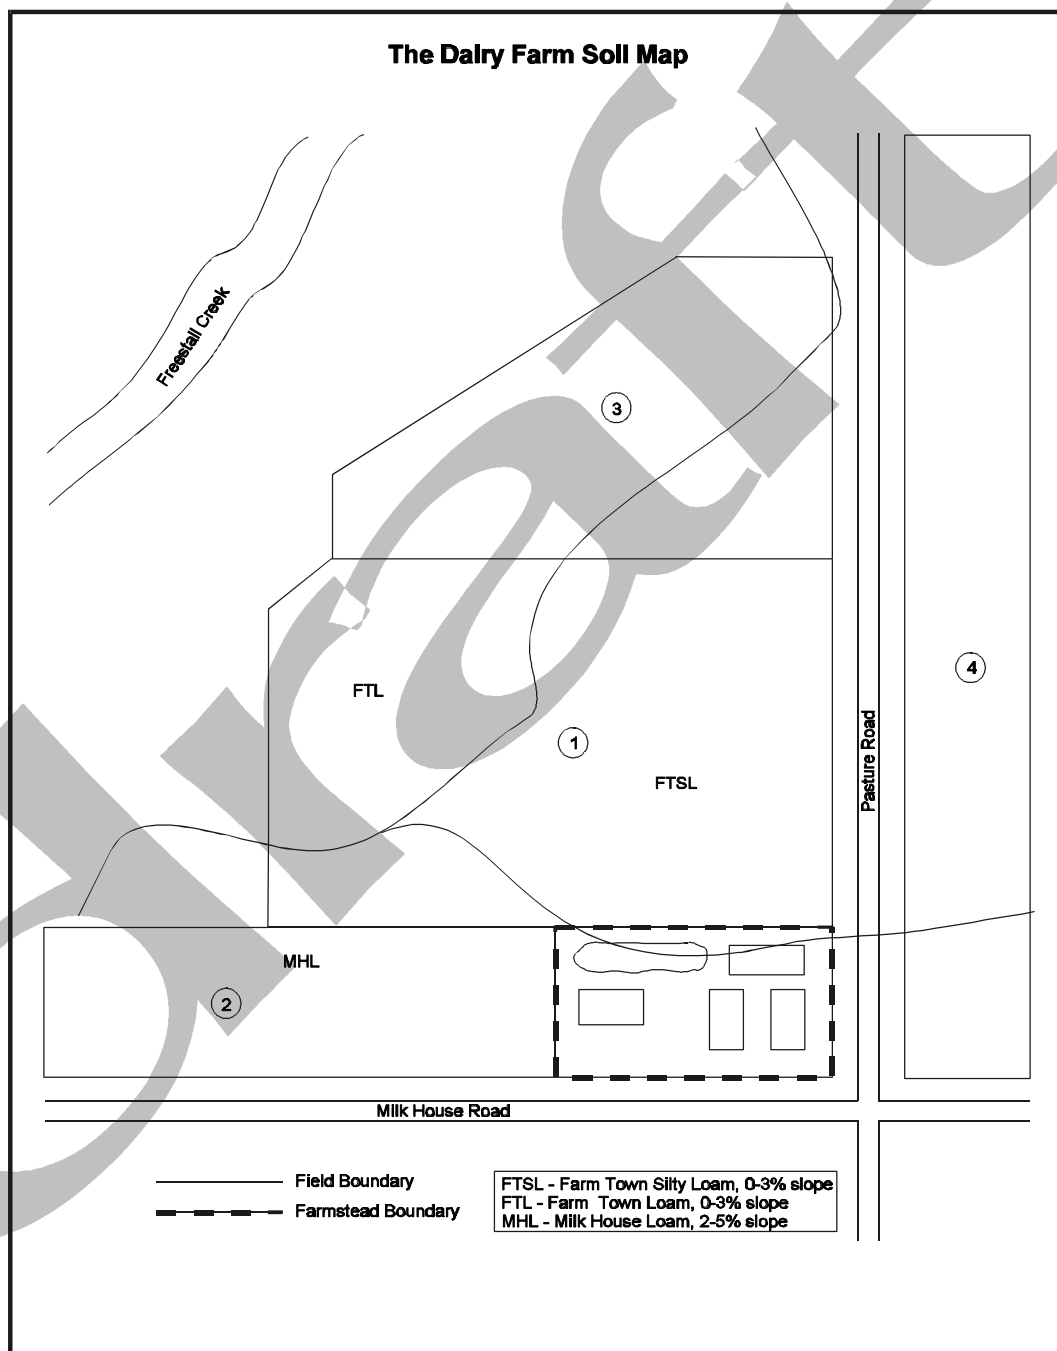 The Dairy Farm Soil Map
Freestall Creek
3
4
FTL
1
Pasture Road
FTSL
MHL
2
Milk House Road
Field Boundary
Farmstead Boundary
FTSL - Farm Town Silty Loam, 0-3% slope
FTL - Farm Town Loam, 0-3% slope
MHL - Milk House Loam, 2-5% slope
draft